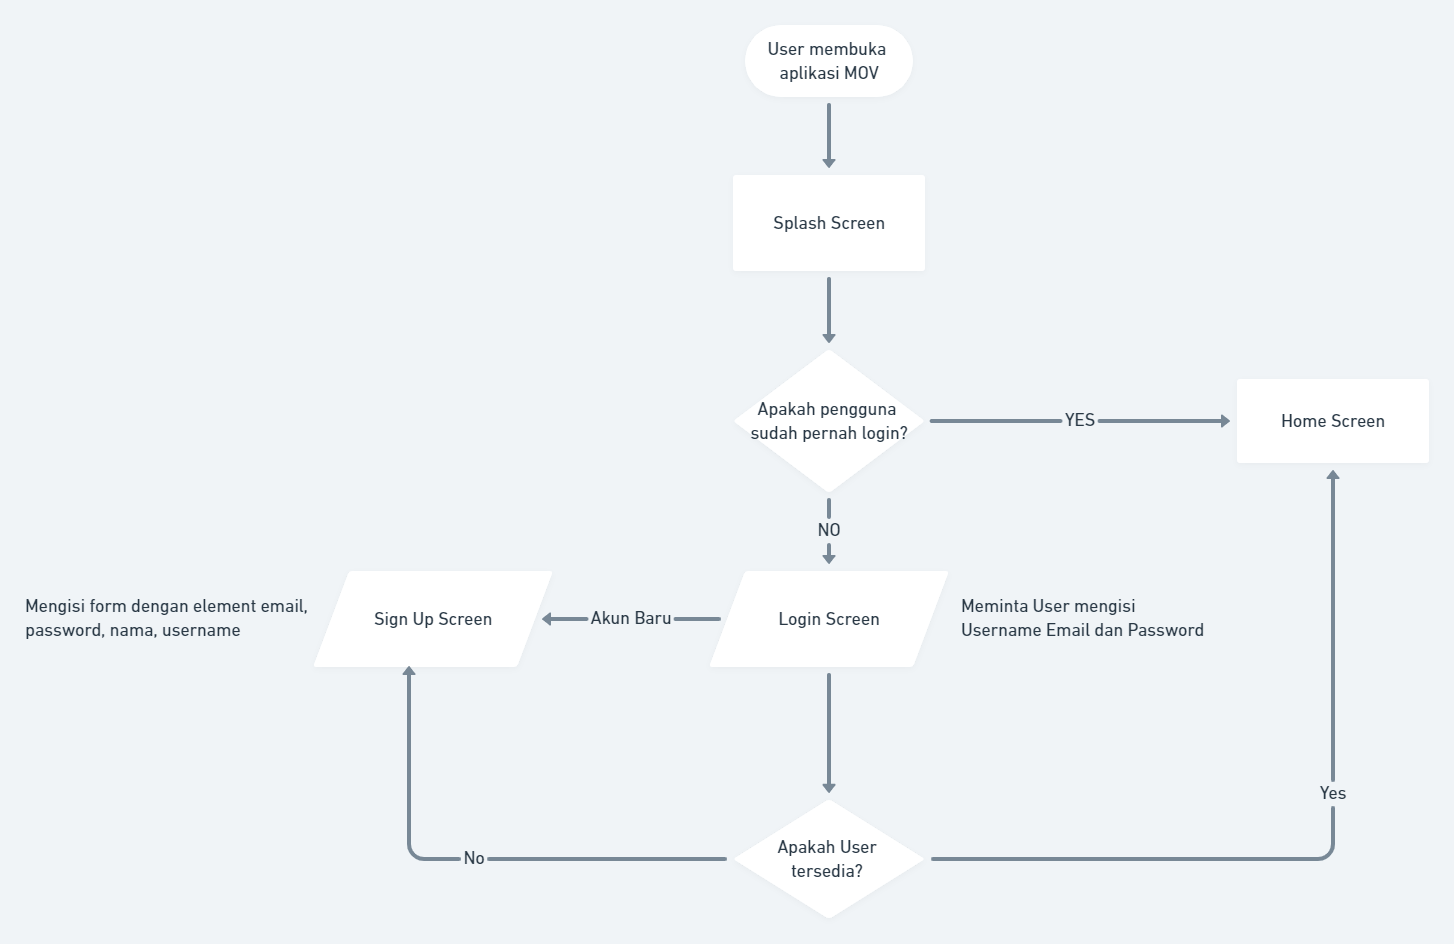 User membuka
aplikasi MOV
Splash Screen
Apakah pengguna
sudah pernah login?
YES
Home Screen
NO
Mengisi form dengan element email,
password, nama, username
Sign Up Screen
Akun Baru
Login Screen
Meminta User mengisi
Username Email dan Password
Yes
No
Apakah User
tersedia?